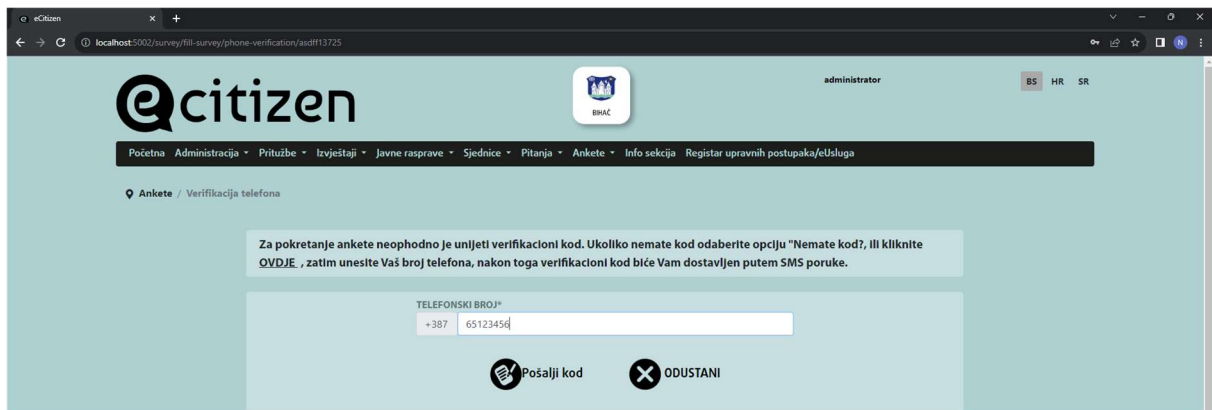 eCitizen
localhost:5002/survey/fill-survey/phone-verification/asdff13725
N
ecitizen
BIHAĆ
administrator
BS HR SR
Početna Administracija Pritužbe Izvještaji Javne rasprave Sjednice Pitanja Ankete Info sekcija Registar upravnih postupaka/eUsluga
Ankete / Verifikacija telefona
Za pokretanje ankete neophodno je unijeti verifikacioni kod. Ukoliko nemate kod odaberite opciju "Nemate kod?, ili kliknite
OVDJE , zatim unesite Vaš broj telefona, nakon toga verifikacioni kod biće Vam dostavljen putem SMS poruke.
TELEFONSKI BROJ*
+387 65123456
Pošalji kod ODUSTANI